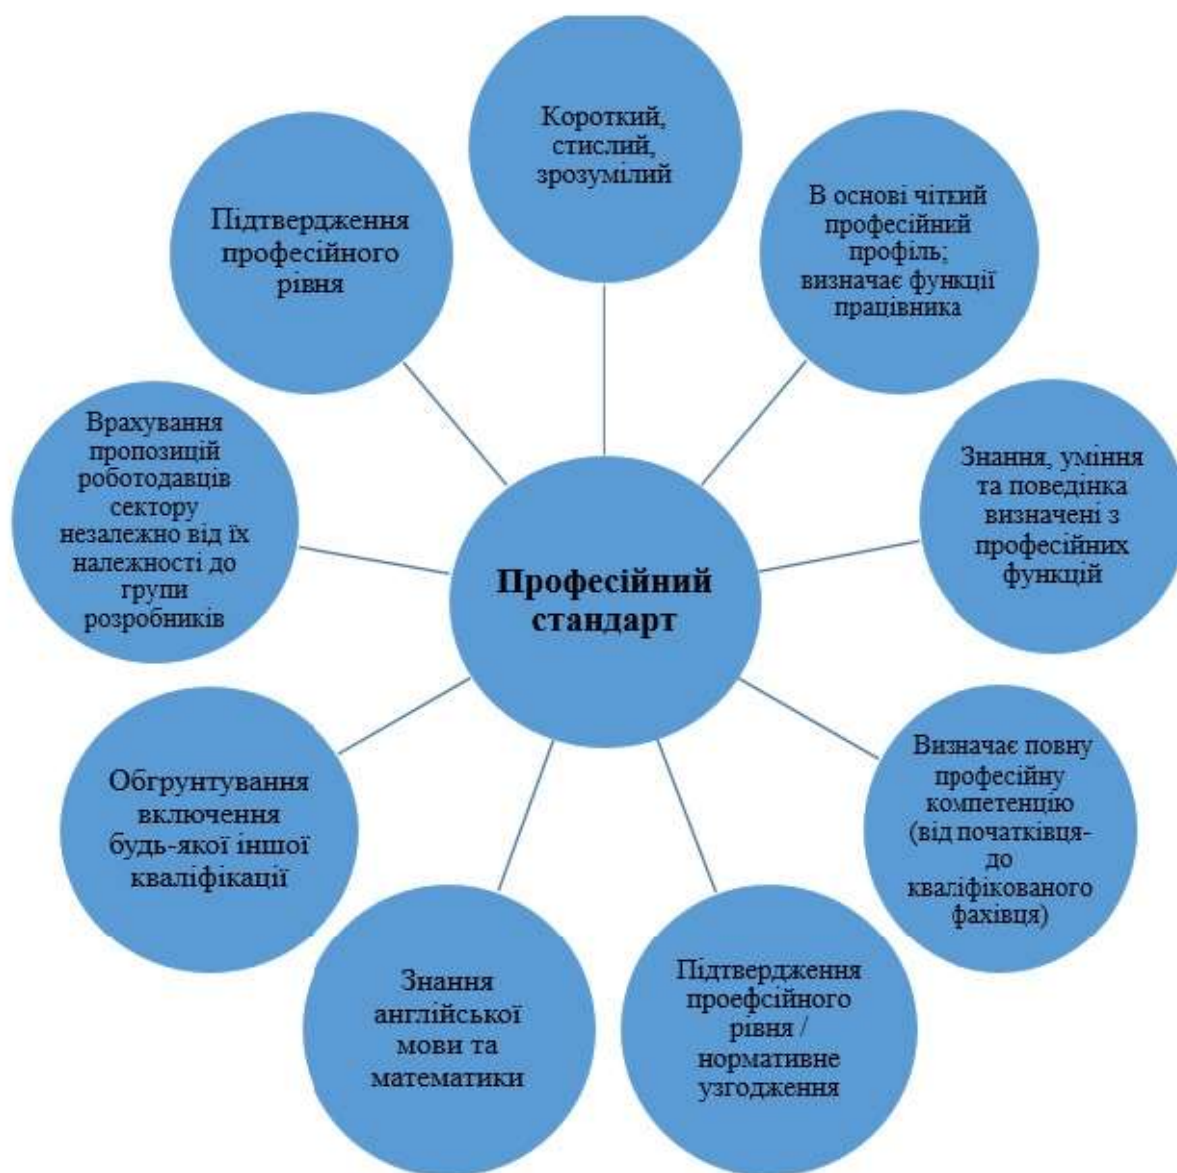 Короткий,
стислий,
зрозумілий
В основі чіткий
професійний
профіль;
визначає функції
працівника
Знання, уміння
та поведінка
визначені з
професійних
функцій
Визначає повну
професійну
компетенцію
(від початківця-
до
кваліфікованого
фахівця)
Підтвердження
проефсійного
рівня /
нормативне
узгодження
Знання
англійської
мови та
математики
Обгрунтування
включення
будь-якої іншої
кваліфікації
Врахування
пропозицій
роботодавців
сектору
незалежно від їх
належності до
групи
розробників
Підтвердження
професійного
рівня
Професійний
стандарт